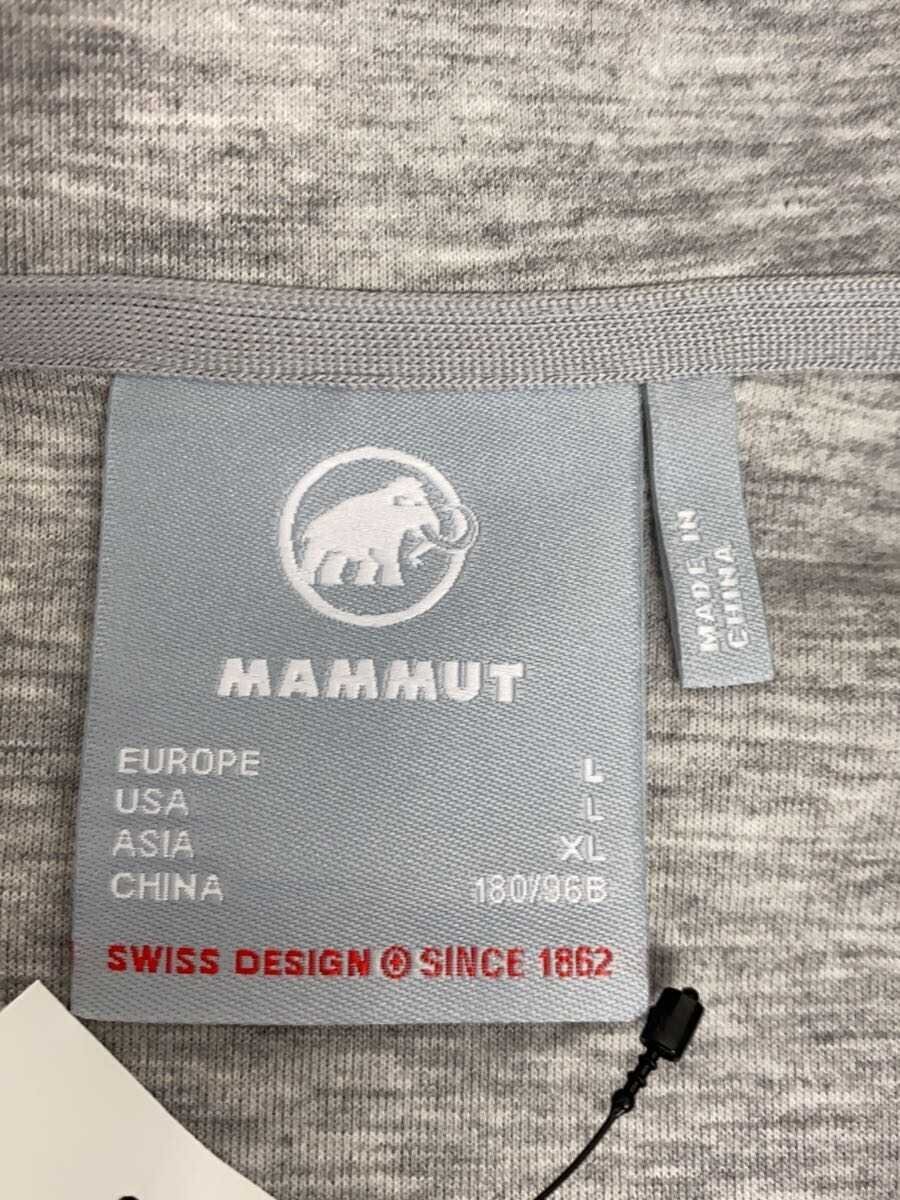 MAMMUT
EUROPE L
USA L
ASIA XL
CHINA 180/96B
SWISS DESIGN SINCE 1862
MADE IN
CHINA